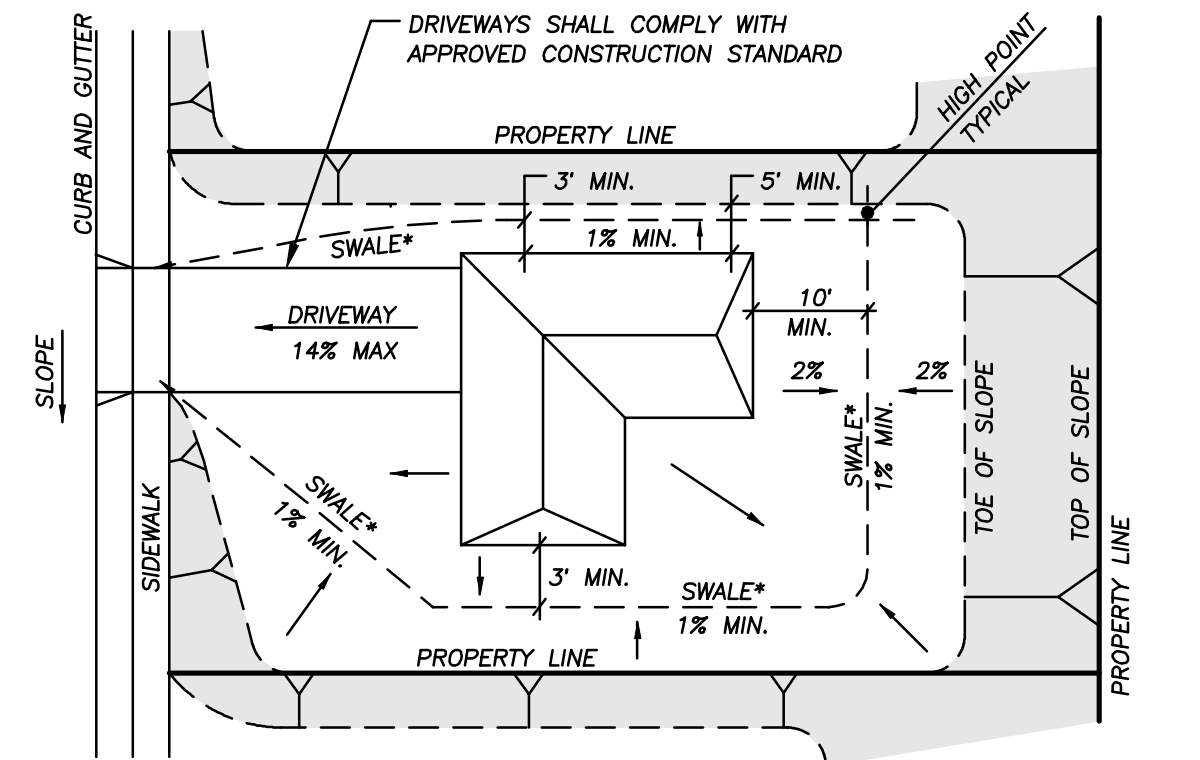 DRIVEWAYS SHALL COMPLY WITH
APPROVED CONSTRUCTION STANDARD
HIGH POINT
TYPICAL
CURB AND GUTTER
PROPERTY LINE
3' MIN.
5' MIN.
SWALE*
1% MIN.
DRIVEWAY
14% MAX
10'
MIN.
SLOPE
2%
2%
SWALE*
1% MIN.
TOE OF SLOPE
TOP OF SLOPE
SWALE*
1% MIN.
SIDEWALK
3' MIN.
SWALE*
1% MIN.
PROPERTY LINE
PROPERTY LINE